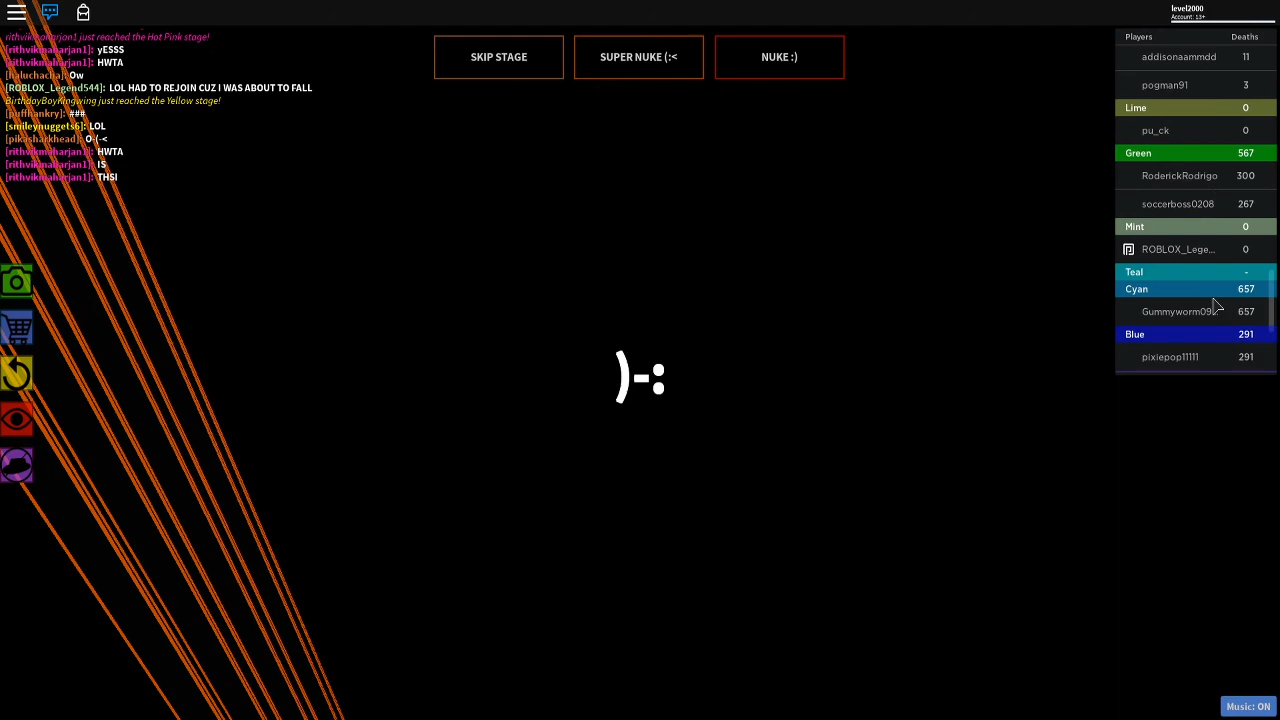 level2000
Account: 13+
rithvikmaharjan1 just reached the Hot Pink stage!
[rithvikmaharjan1]: yESSS
[rithvikmaharjan1]: HWTA
[haluchacha]: Ow
[ROBLOX_Legend544]: LOL HAD TO REJOIN CUZ I WAS ABOUT TO FALL
BirthdayBoyKingwing just reached the Yellow stage!
[puffhankry]: ###
[smileynuggets6]: LOL
[pikasharkhead]: O-(-<
[rithvikmaharjan1]: HWTA
[rithvikmaharjan1]: IS
[rithvikmaharjan1]: THSI
SKIP STAGE
SUPER NUKE (:<
NUKE :)
)-:
Players Deaths
addisonaammdd 11
pogman91 3
Lime 0
pu_ck 0
Green 567
RoderickRodrigo 300
soccerboss0208 267
Mint 0
ROBLOX_Lege... 0
Teal -
Cyan 657
Gummyworm09 657
Blue 291
pixiepop11111 291
Music: ON